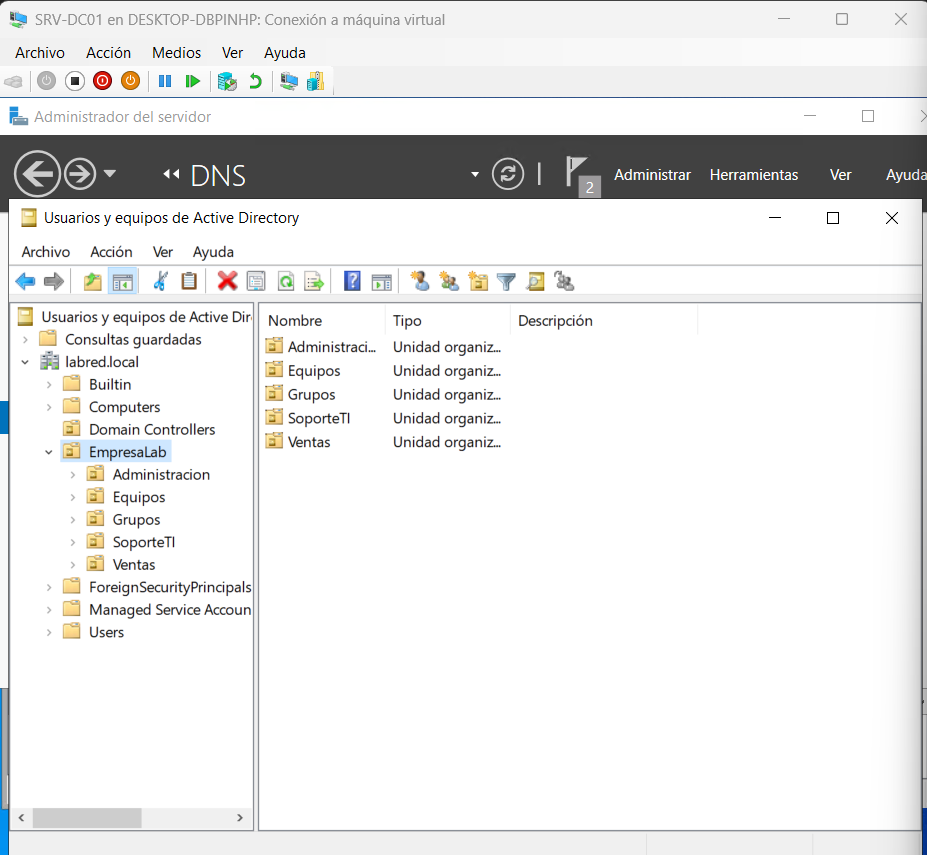 SRV-DC01 en DESKTOP-DBPINHP: Conexión a máquina virtual
Archivo Acción Medios Ver Ayuda
Administrador del servidor
DNS
2
Administrar Herramientas Ver Ayuda
Usuarios y equipos de Active Directory
Archivo Acción Ver Ayuda
Usuarios y equipos de Active Dir
Consultas guardadas
labred.local
Builtin
Computers
Domain Controllers
EmpresaLab
Administracion
Equipos
Grupos
SoporteTI
Ventas
ForeignSecurityPrincipals
Managed Service Accoun
Users
Nombre Tipo Descripción
Administraci... Unidad organiz...
Equipos Unidad organiz...
Grupos Unidad organiz...
SoporteTI Unidad organiz...
Ventas Unidad organiz...